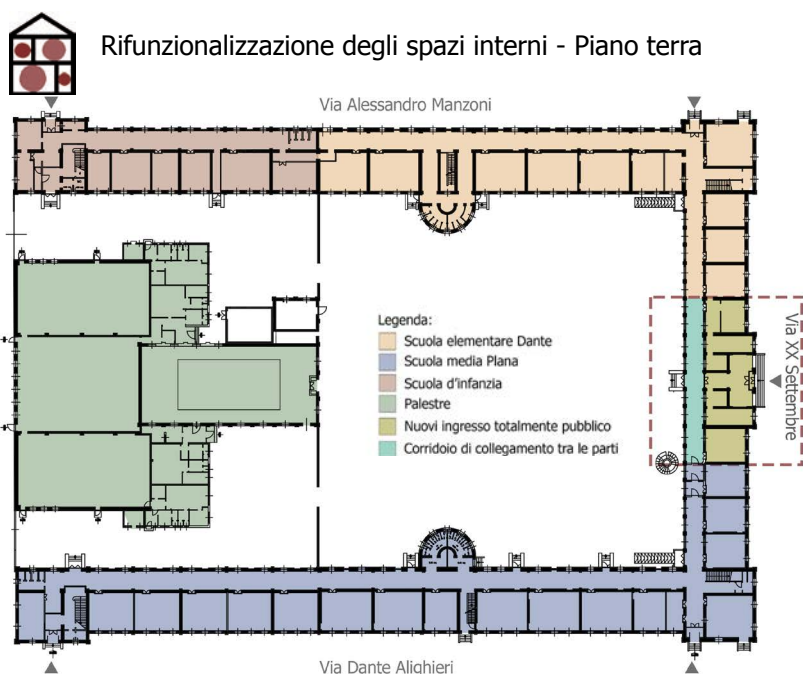 Rifunzionalizzazione degli spazi interni - Piano terra
Via Alessandro Manzoni
Legenda:
Scuola elementare Dante
Scuola media Plana
Scuola d'infanzia
Palestre
Nuovi ingresso totalmente pubblico
Corridoio di collegamento tra le parti
Via XX Settembre
Via Dante Alighieri